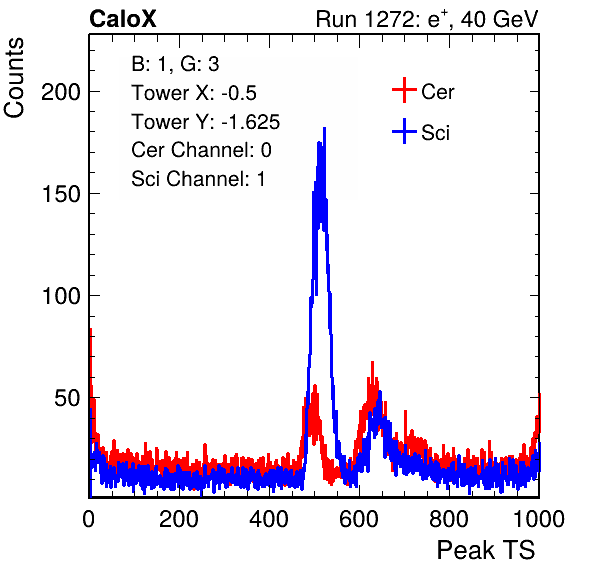 CaloX Run 1272: e⁺, 40 GeV
Counts
B: 1, G: 3
Tower X: -0.5
Tower Y: -1.625
Cer Channel: 0
Sci Channel: 1
Cer
Sci
200
150
100
50
0 200 400 600 800 1000
Peak TS